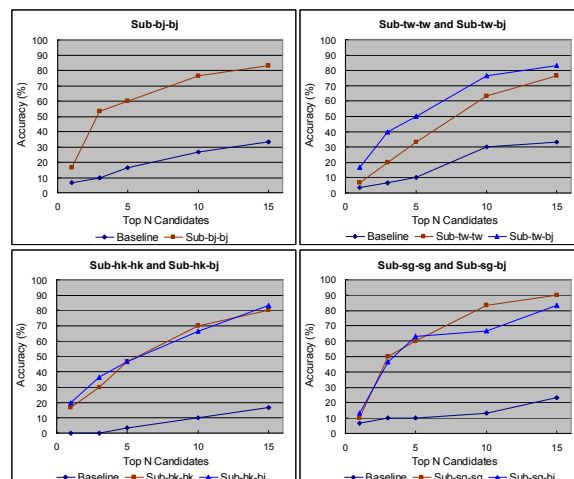 Sub-bj-bj
100
90
80
70
60
50
40
30
20
10
0
Accuracy (%)
0 5 10 15
Top N Candidates
Baseline Sub-bj-bj
Sub-tw-tw and Sub-tw-bj
100
90
80
70
60
50
40
30
20
10
0
Accuracy (%)
0 5 10 15
Top N Candidates
Baseline Sub-tw-tw Sub-tw-bj
Sub-hk-hk and Sub-hk-bj
100
90
80
70
60
50
40
30
20
10
0
Accuracy (%)
0 5 10 15
Top N Candidates
Baseline Sub-hk-hk Sub-hk-bj
Sub-sg-sg and Sub-sg-bj
100
90
80
70
60
50
40
30
20
10
0
Accuracy (%)
0 5 10 15
Top N Candidates
Baseline Sub-sg-sg Sub-sg-bj